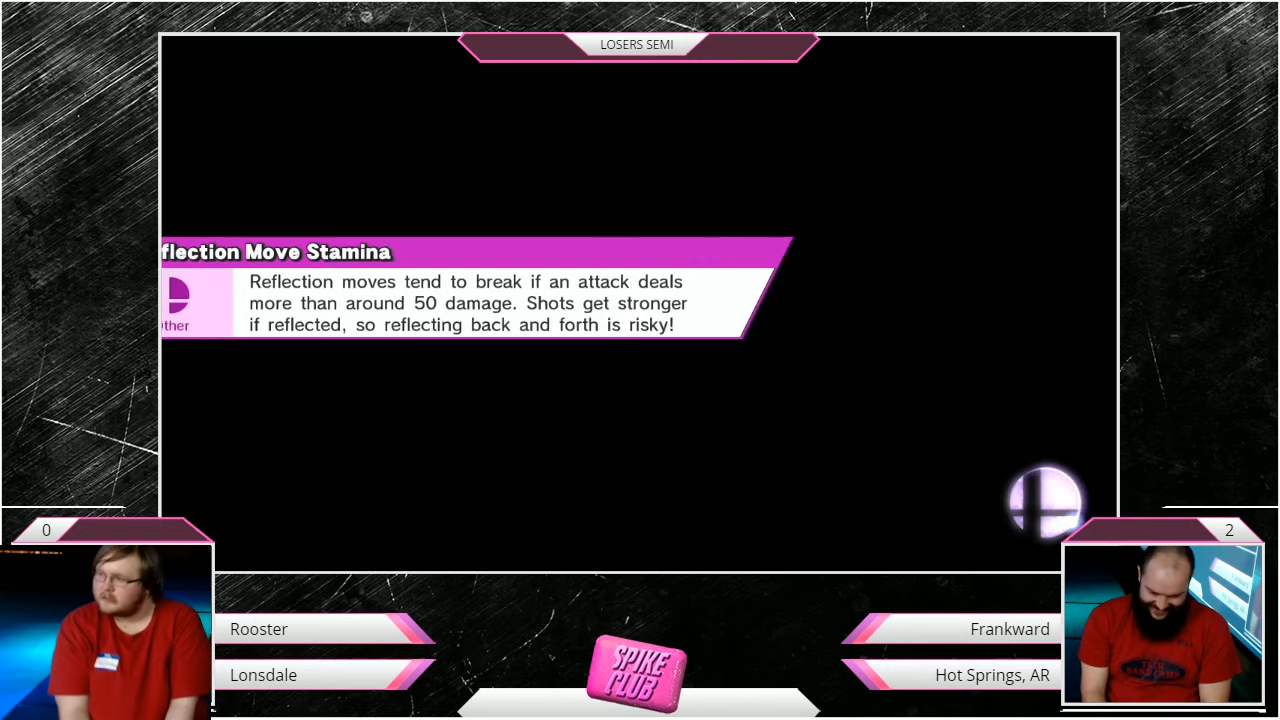 LOSERS SEMI
flection Move Stamina
Reflection moves tend to break if an attack deals
more than around 50 damage. Shots get stronger
if reflected, so reflecting back and forth is risky!
ther
0
2
Rooster
Lonsdale
SPIKE
CLUB
Frankward
Hot Springs, AR
TECH